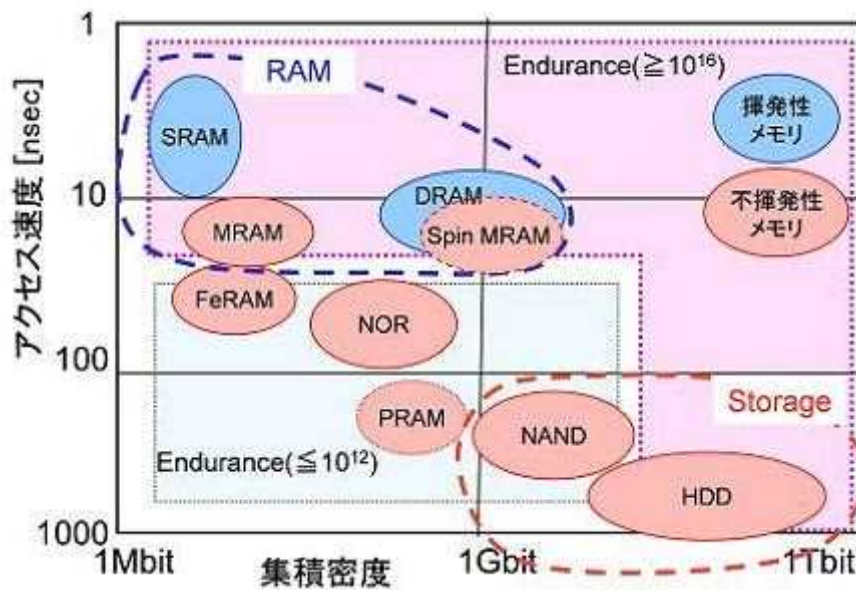 1
RAM
Endurance(≧10¹⁶)
揮発性
メモリ
SRAM
アクセス速度 [nsec]
10
DRAM
不揮発性
メモリ
MRAM
Spin MRAM
FeRAM
NOR
100
PRAM
Storage
NAND
Endurance(≦10¹²)
HDD
1000
1Mbit
集積密度
1Gbit
1Tbit